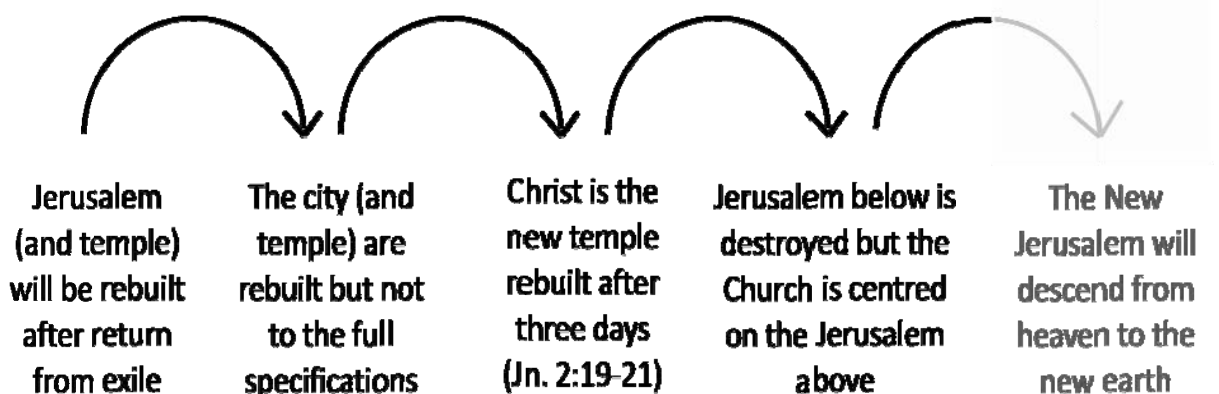 Jerusalem
(and temple)
will be rebuilt
after return
from exile
The city (and
temple) are
rebuilt but not
to the full
specifications
Christ is the
new temple
rebuilt after
three days
(Jn. 2:19-21)
Jerusalem below is
destroyed but the
Church is centred
on the Jerusalem
above
The New
Jerusalem will
descend from
heaven to the
new earth